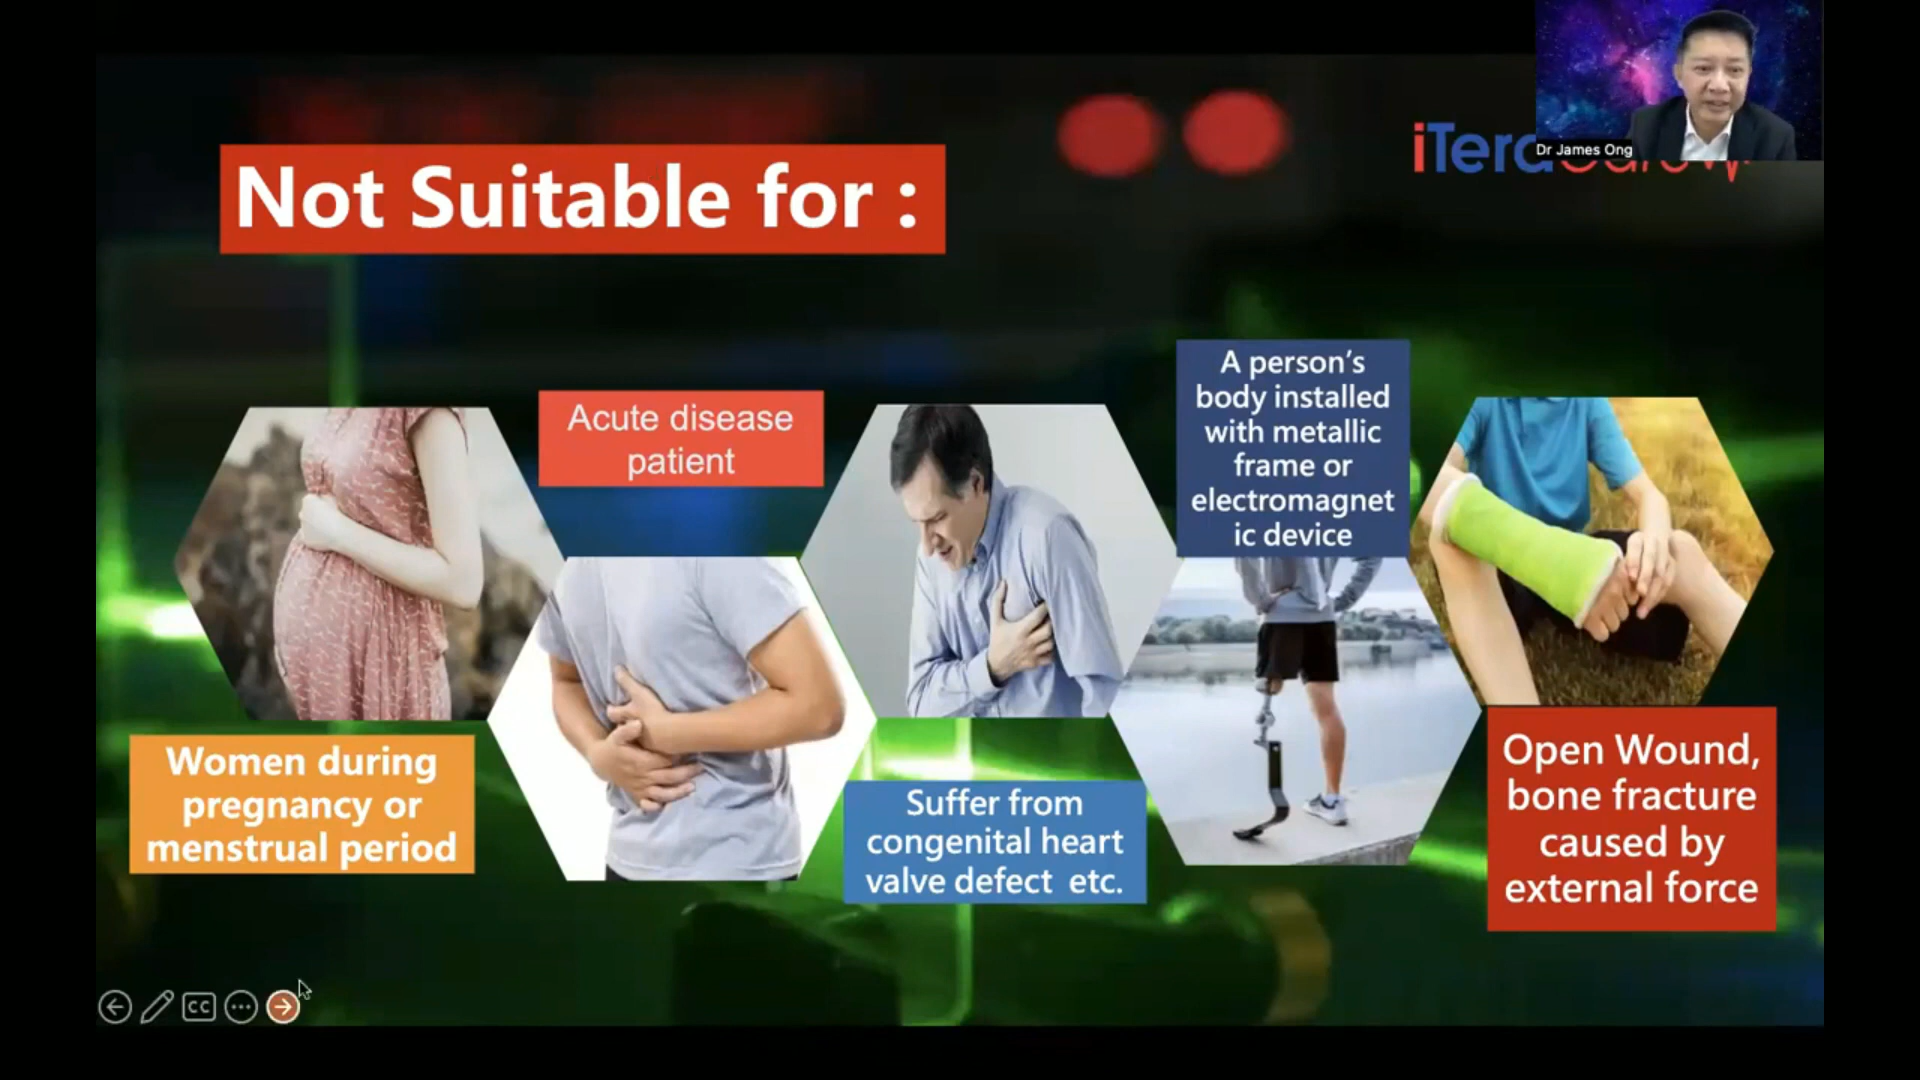 iTeraCare
Dr James Ong
Not Suitable for :
Women during
pregnancy or
menstrual period
Acute disease
patient
Suffer from
congenital heart
valve defect etc.
A person's
body installed
with metallic
frame or
electromagnet
ic device
Open Wound,
bone fracture
caused by
external force
CC